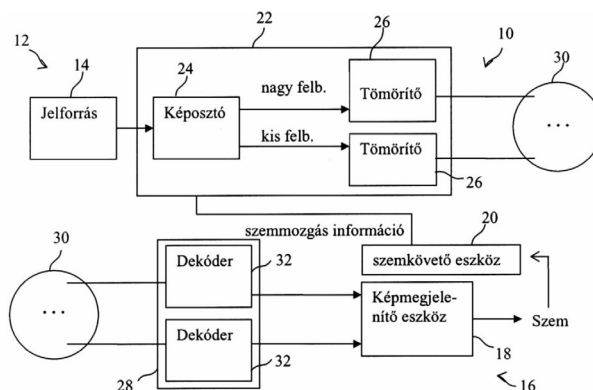 22
12
26
10
14
24
30
nagy felb.
Jelforrás
Képosztó
Tömörítő
...
kis felb.
Tömörítő
26
szemmozgás információ
20
30
32
szemkövető eszköz
Dekóder
...
Képmegjele-
nítő eszköz
Szem
Dekóder
28
32
18
16